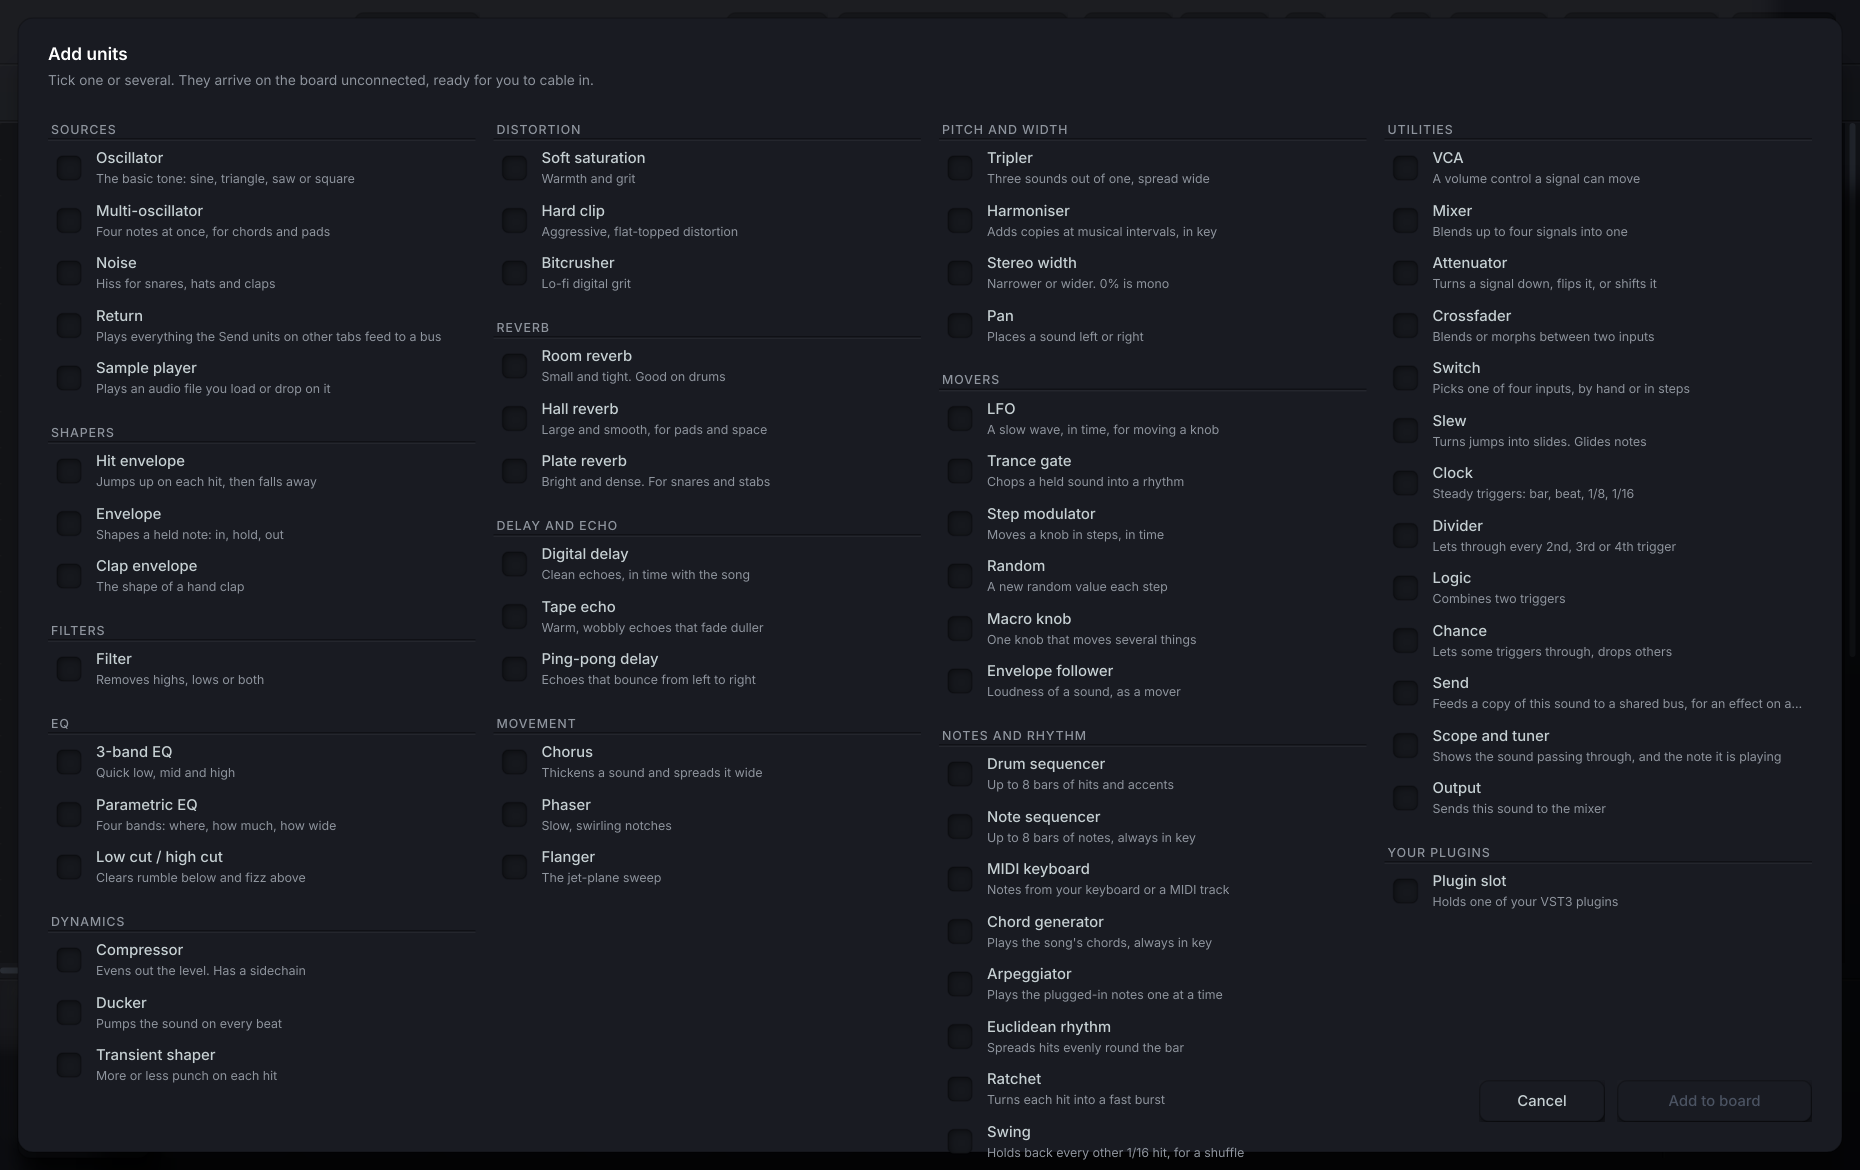 Add units
Tick one or several. They arrive on the board unconnected, ready for you to cable in.
SOURCES
Oscillator
The basic tone: sine, triangle, saw or square
Multi-oscillator
Four notes at once, for chords and pads
Noise
Hiss for snares, hats and claps
Return
Plays everything the Send units on other tabs feed to a bus
Sample player
Plays an audio file you load or drop on it
SHAPERS
Hit envelope
Jumps up on each hit, then falls away
Envelope
Shapes a held note: in, hold, out
Clap envelope
The shape of a hand clap
FILTERS
Filter
Removes highs, lows or both
EQ
3-band EQ
Quick low, mid and high
Parametric EQ
Four bands: where, how much, how wide
Low cut / high cut
Clears rumble below and fizz above
DYNAMICS
Compressor
Evens out the level. Has a sidechain
Ducker
Pumps the sound on every beat
Transient shaper
More or less punch on each hit
DISTORTION
Soft saturation
Warmth and grit
Hard clip
Aggressive, flat-topped distortion
Bitcrusher
Lo-fi digital grit
REVERB
Room reverb
Small and tight. Good on drums
Hall reverb
Large and smooth, for pads and space
Plate reverb
Bright and dense. For snares and stabs
DELAY AND ECHO
Digital delay
Clean echoes, in time with the song
Tape echo
Warm, wobbly echoes that fade duller
Ping-pong delay
Echoes that bounce from left to right
MOVEMENT
Chorus
Thickens a sound and spreads it wide
Phaser
Slow, swirling notches
Flanger
The jet-plane sweep
PITCH AND WIDTH
Tripler
Three sounds out of one, spread wide
Harmoniser
Adds copies at musical intervals, in key
Stereo width
Narrower or wider. 0% is mono
Pan
Places a sound left or right
MOVERS
LFO
A slow wave, in time, for moving a knob
Trance gate
Chops a held sound into a rhythm
Step modulator
Moves a knob in steps, in time
Random
A new random value each step
Macro knob
One knob that moves several things
Envelope follower
Loudness of a sound, as a mover
NOTES AND RHYTHM
Drum sequencer
Up to 8 bars of hits and accents
Note sequencer
Up to 8 bars of notes, always in key
MIDI keyboard
Notes from your keyboard or a MIDI track
Chord generator
Plays the song's chords, always in key
Arpeggiator
Plays the plugged-in notes one at a time
Euclidean rhythm
Spreads hits evenly round the bar
Ratchet
Turns each hit into a fast burst
Swing
Holds back every other 1/16 hit, for a shuffle
UTILITIES
VCA
A volume control a signal can move
Mixer
Blends up to four signals into one
Attenuator
Turns a signal down, flips it, or shifts it
Crossfader
Blends or morphs between two inputs
Switch
Picks one of four inputs, by hand or in steps
Slew
Turns jumps into slides. Glides notes
Clock
Steady triggers: bar, beat, 1/8, 1/16
Divider
Lets through every 2nd, 3rd or 4th trigger
Logic
Combines two triggers
Chance
Lets some triggers through, drops others
Send
Feeds a copy of this sound to a shared bus, for an effect on a...
Scope and tuner
Shows the sound passing through, and the note it is playing
Output
Sends this sound to the mixer
YOUR PLUGINS
Plugin slot
Holds one of your VST3 plugins
Cancel
Add to board